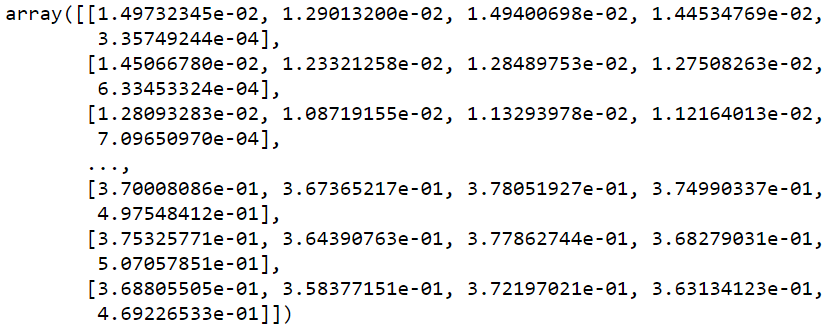 array([[1.49732345e-02, 1.29013200e-02, 1.49400698e-02, 1.44534769e-02,
3.35749244e-04],
[1.45066780e-02, 1.23321258e-02, 1.28489753e-02, 1.27508263e-02,
6.33453324e-04],
[1.28093283e-02, 1.08719155e-02, 1.13293978e-02, 1.12164013e-02,
7.09650970e-04],
...,
[3.70008086e-01, 3.67365217e-01, 3.78051927e-01, 3.74990337e-01,
4.97548412e-01],
[3.75325771e-01, 3.64390763e-01, 3.77862744e-01, 3.68279031e-01,
5.07057851e-01],
[3.68805505e-01, 3.58377151e-01, 3.72197021e-01, 3.63134123e-01,
4.69226533e-01]])